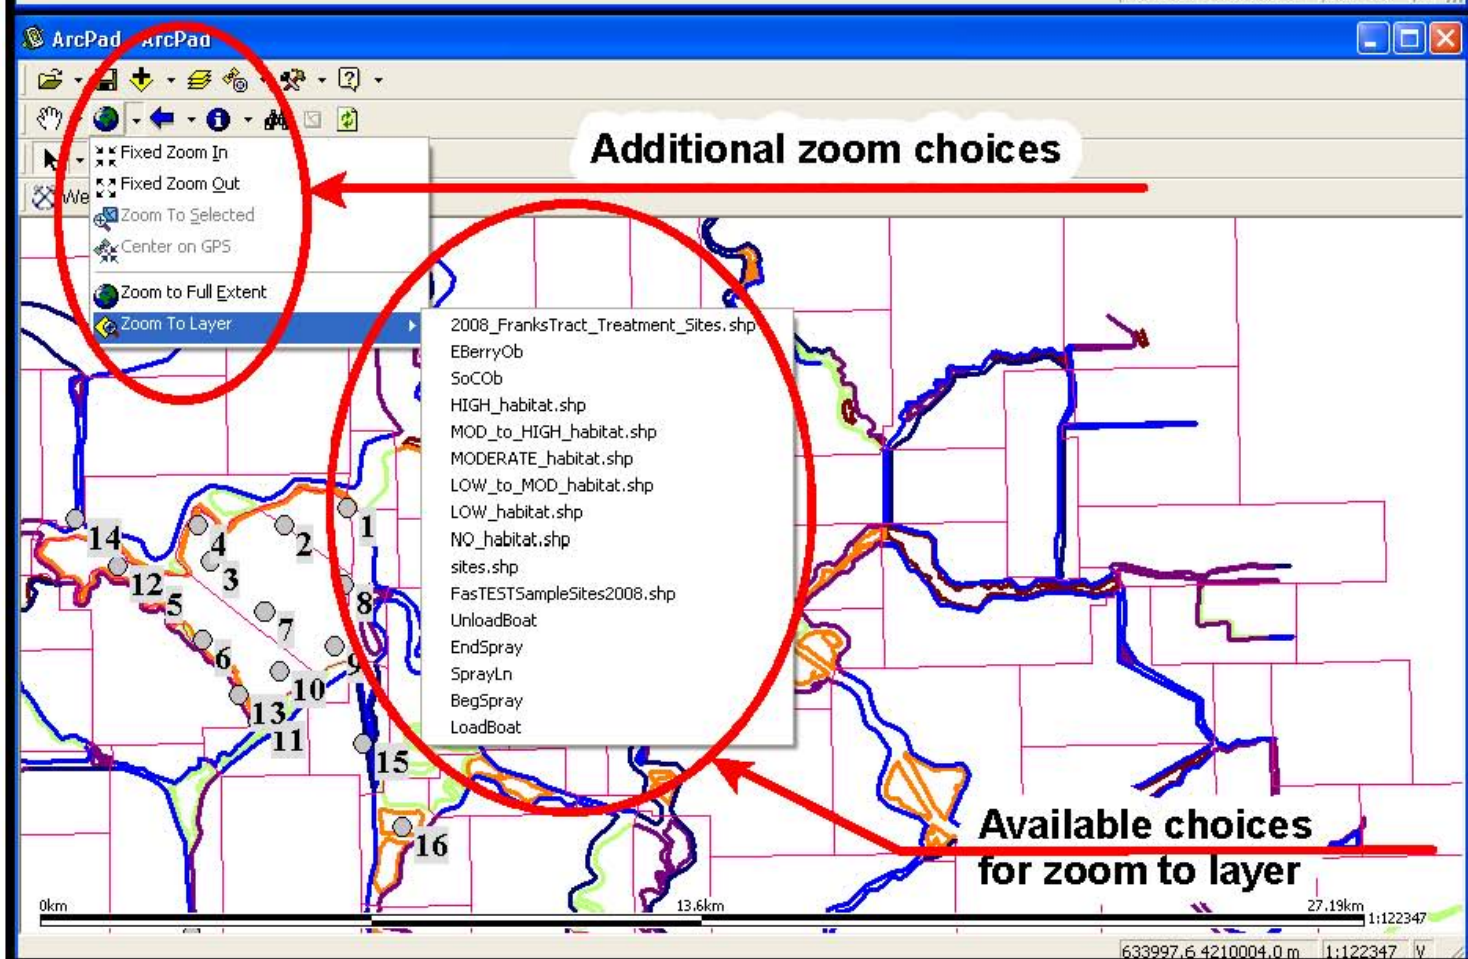 ArcPad - ArcPad
Additional zoom choices
Fixed Zoom In
Fixed Zoom Out
We
Zoom To Selected
Center on GPS
Zoom to Full Extent
Zoom To Layer
2008_FranksTract_Treatment_Sites.shp
EBerryOb
SoCOb
HIGH_habitat.shp
MOD_to_HIGH_habitat.shp
MODERATE_habitat.shp
LOW_to_MOD_habitat.shp
LOW_habitat.shp
NO_habitat.shp
sites.shp
FasTESTSampleSites2008.shp
UnloadBoat
EndSpray
SprayLn
BegSpray
LoadBoat
1
2
14
4
3
12
5
8
7
6
9
10
13
11
15
16
Available choices
for zoom to layer
0km
13.6km
27.19km
1:122347
633997.6 4210004.0 m
1:122347
V